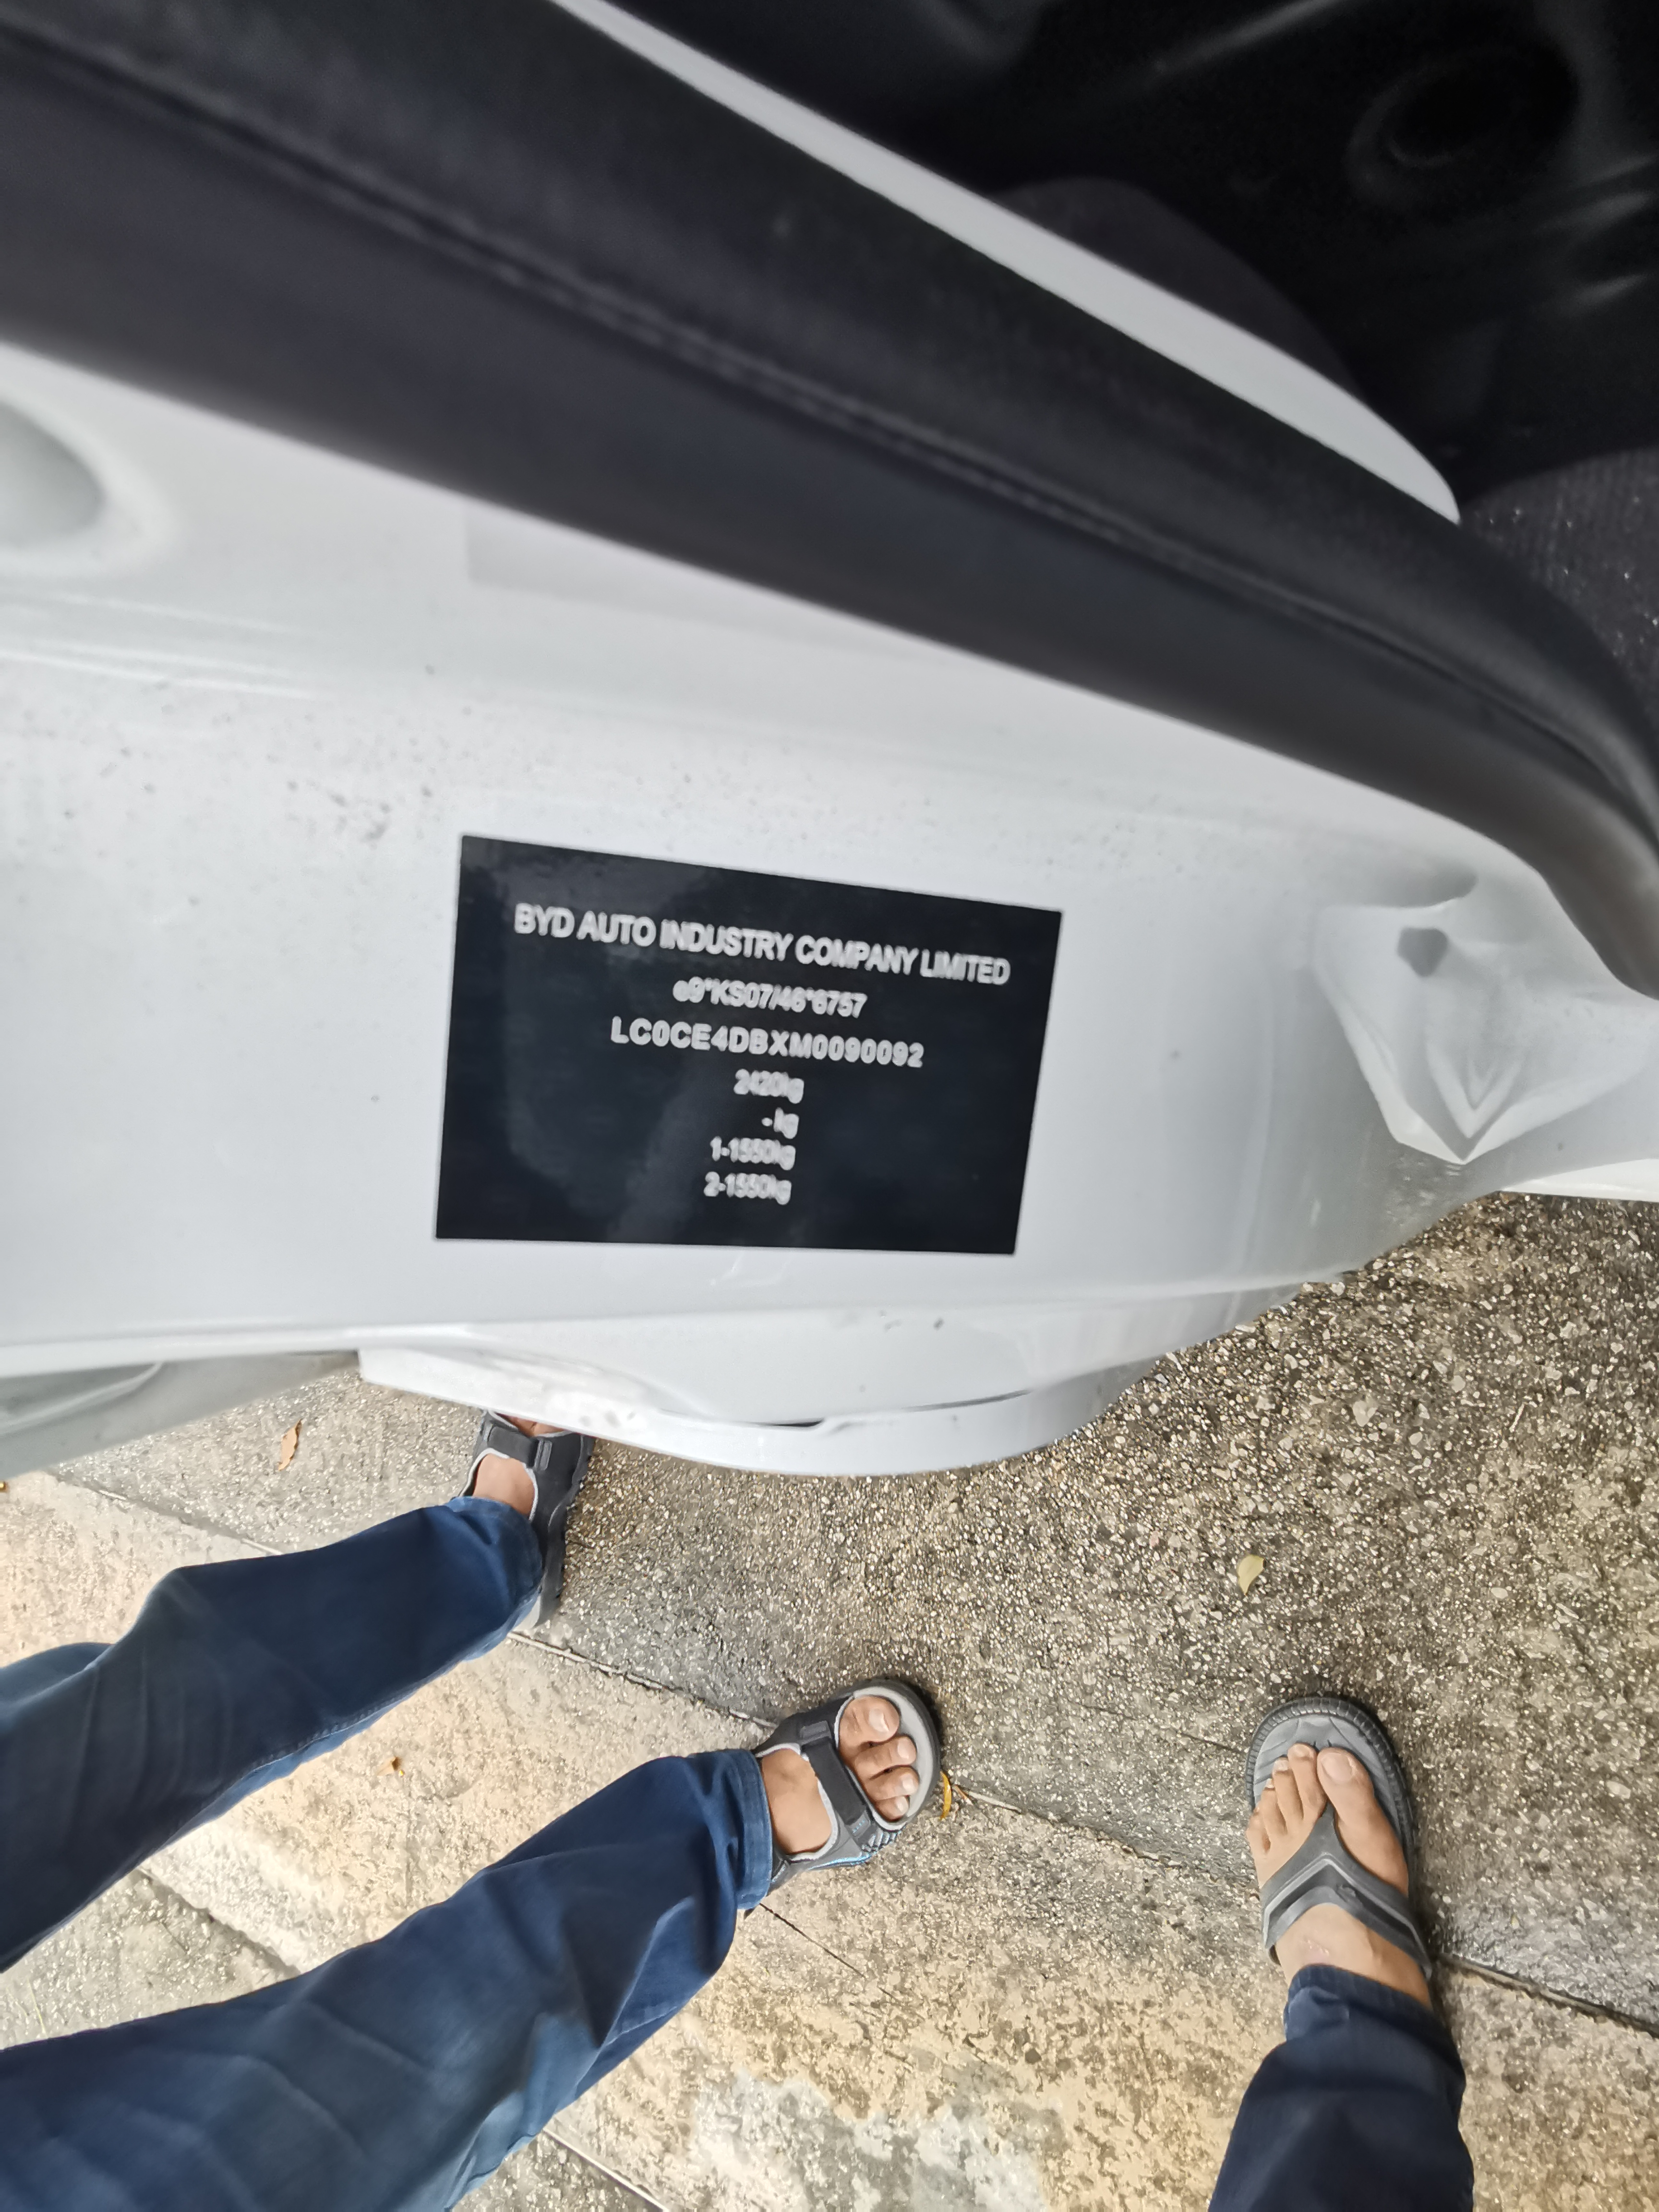 BYD AUTO INDUSTRY COMPANY LIMITED
e9*KS07/46*6757
LC0CE4DBXM0090092
2420kg
- kg
1-1550kg
2-1550kg